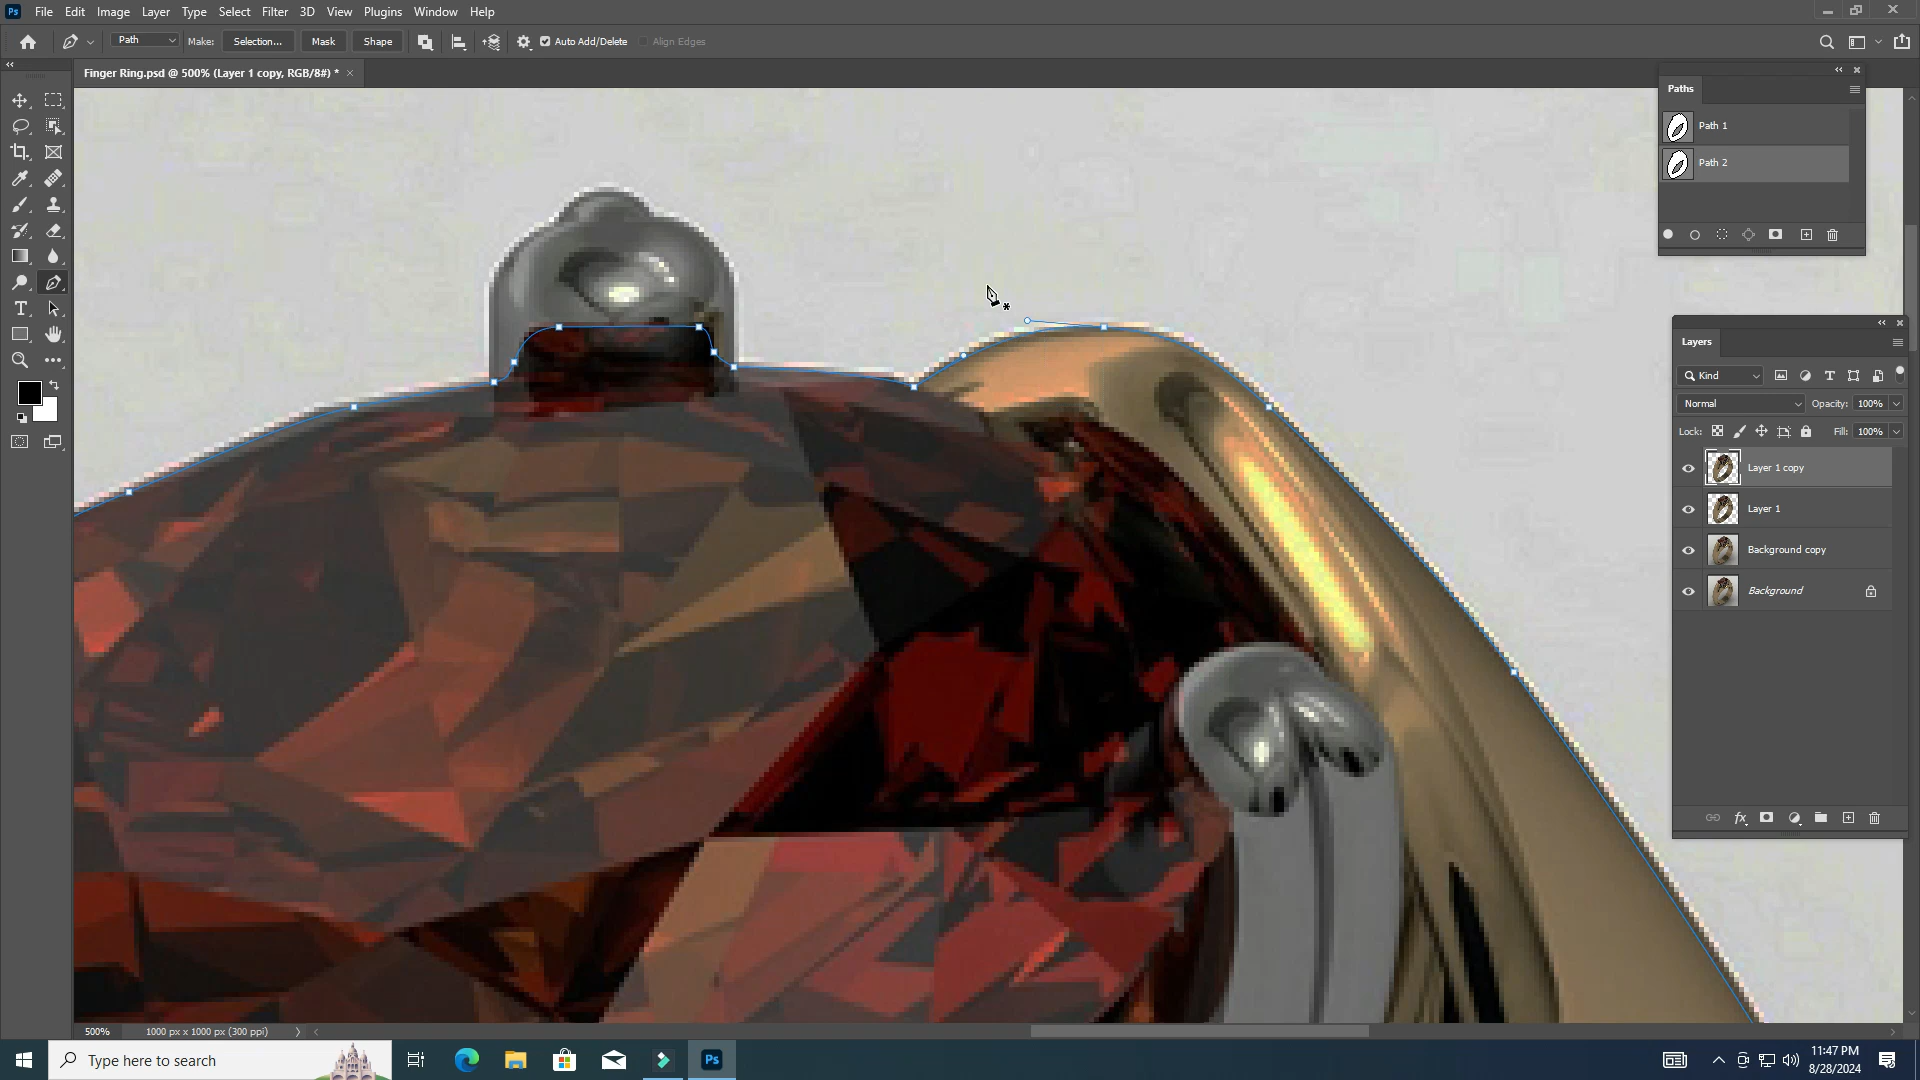 Ps File Edit Image Layer Type Select Filter 3D View Plugins Window Help
Path Make: Selection... Mask Shape Auto Add/Delete Align Edges
Finger Ring.psd @ 500% (Layer 1 copy, RGB/8#) *
Paths
Path 1
Path 2
Layers
Kind
Normal Opacity: 100%
Lock: Fill: 100%
Layer 1 copy
Layer 1
Background copy
Background
500% 1000 px x 1000 px (300 ppi)
Type here to search
Ps
11:47 PM
8/28/2024